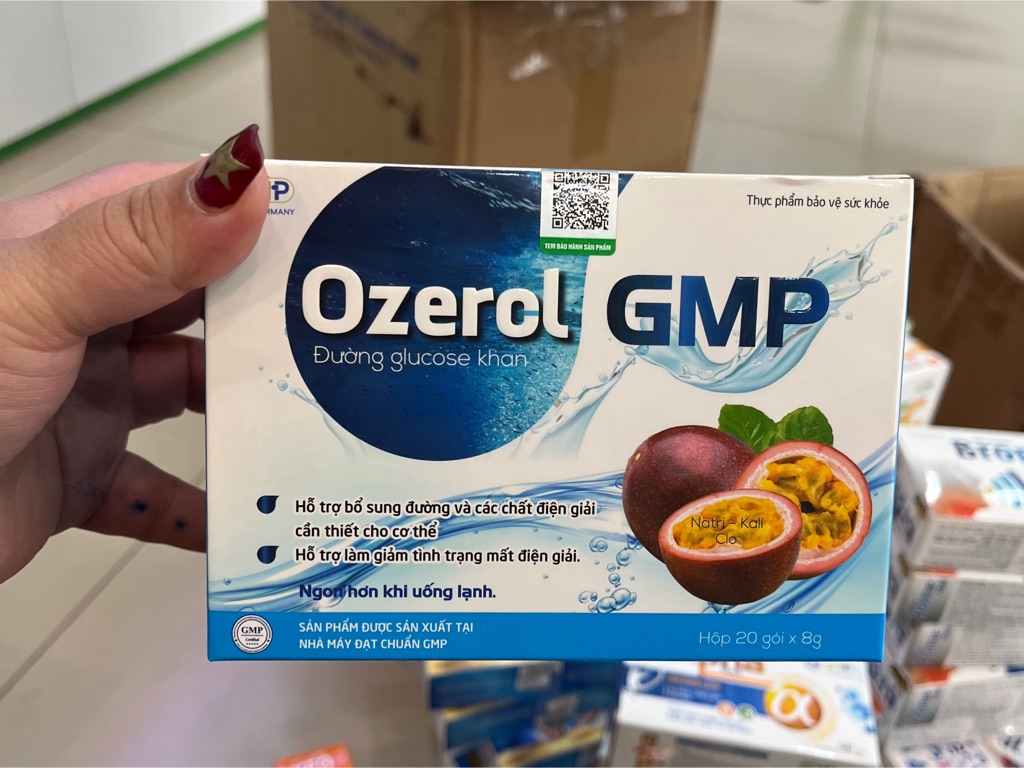 Thực phẩm bảo vệ sức khỏe
TEM BẢO HÀNH SẢN PHẨM
Ozercl GMP
Đường glucose khan
Hỗ trợ bổ sung đường và các chất điện giải
cần thiết cho cơ thể
Hỗ trợ làm giảm tình trạng mất điện giải.
Ngon hơn khi uống lạnh.
Natri - Kali
Clo
GMP
Certified
SẢN PHẨM ĐƯỢC SẢN XUẤT TẠI
NHÀ MÁY ĐẠT CHUẨN GMP
Hộp 20 gói x 8g
α